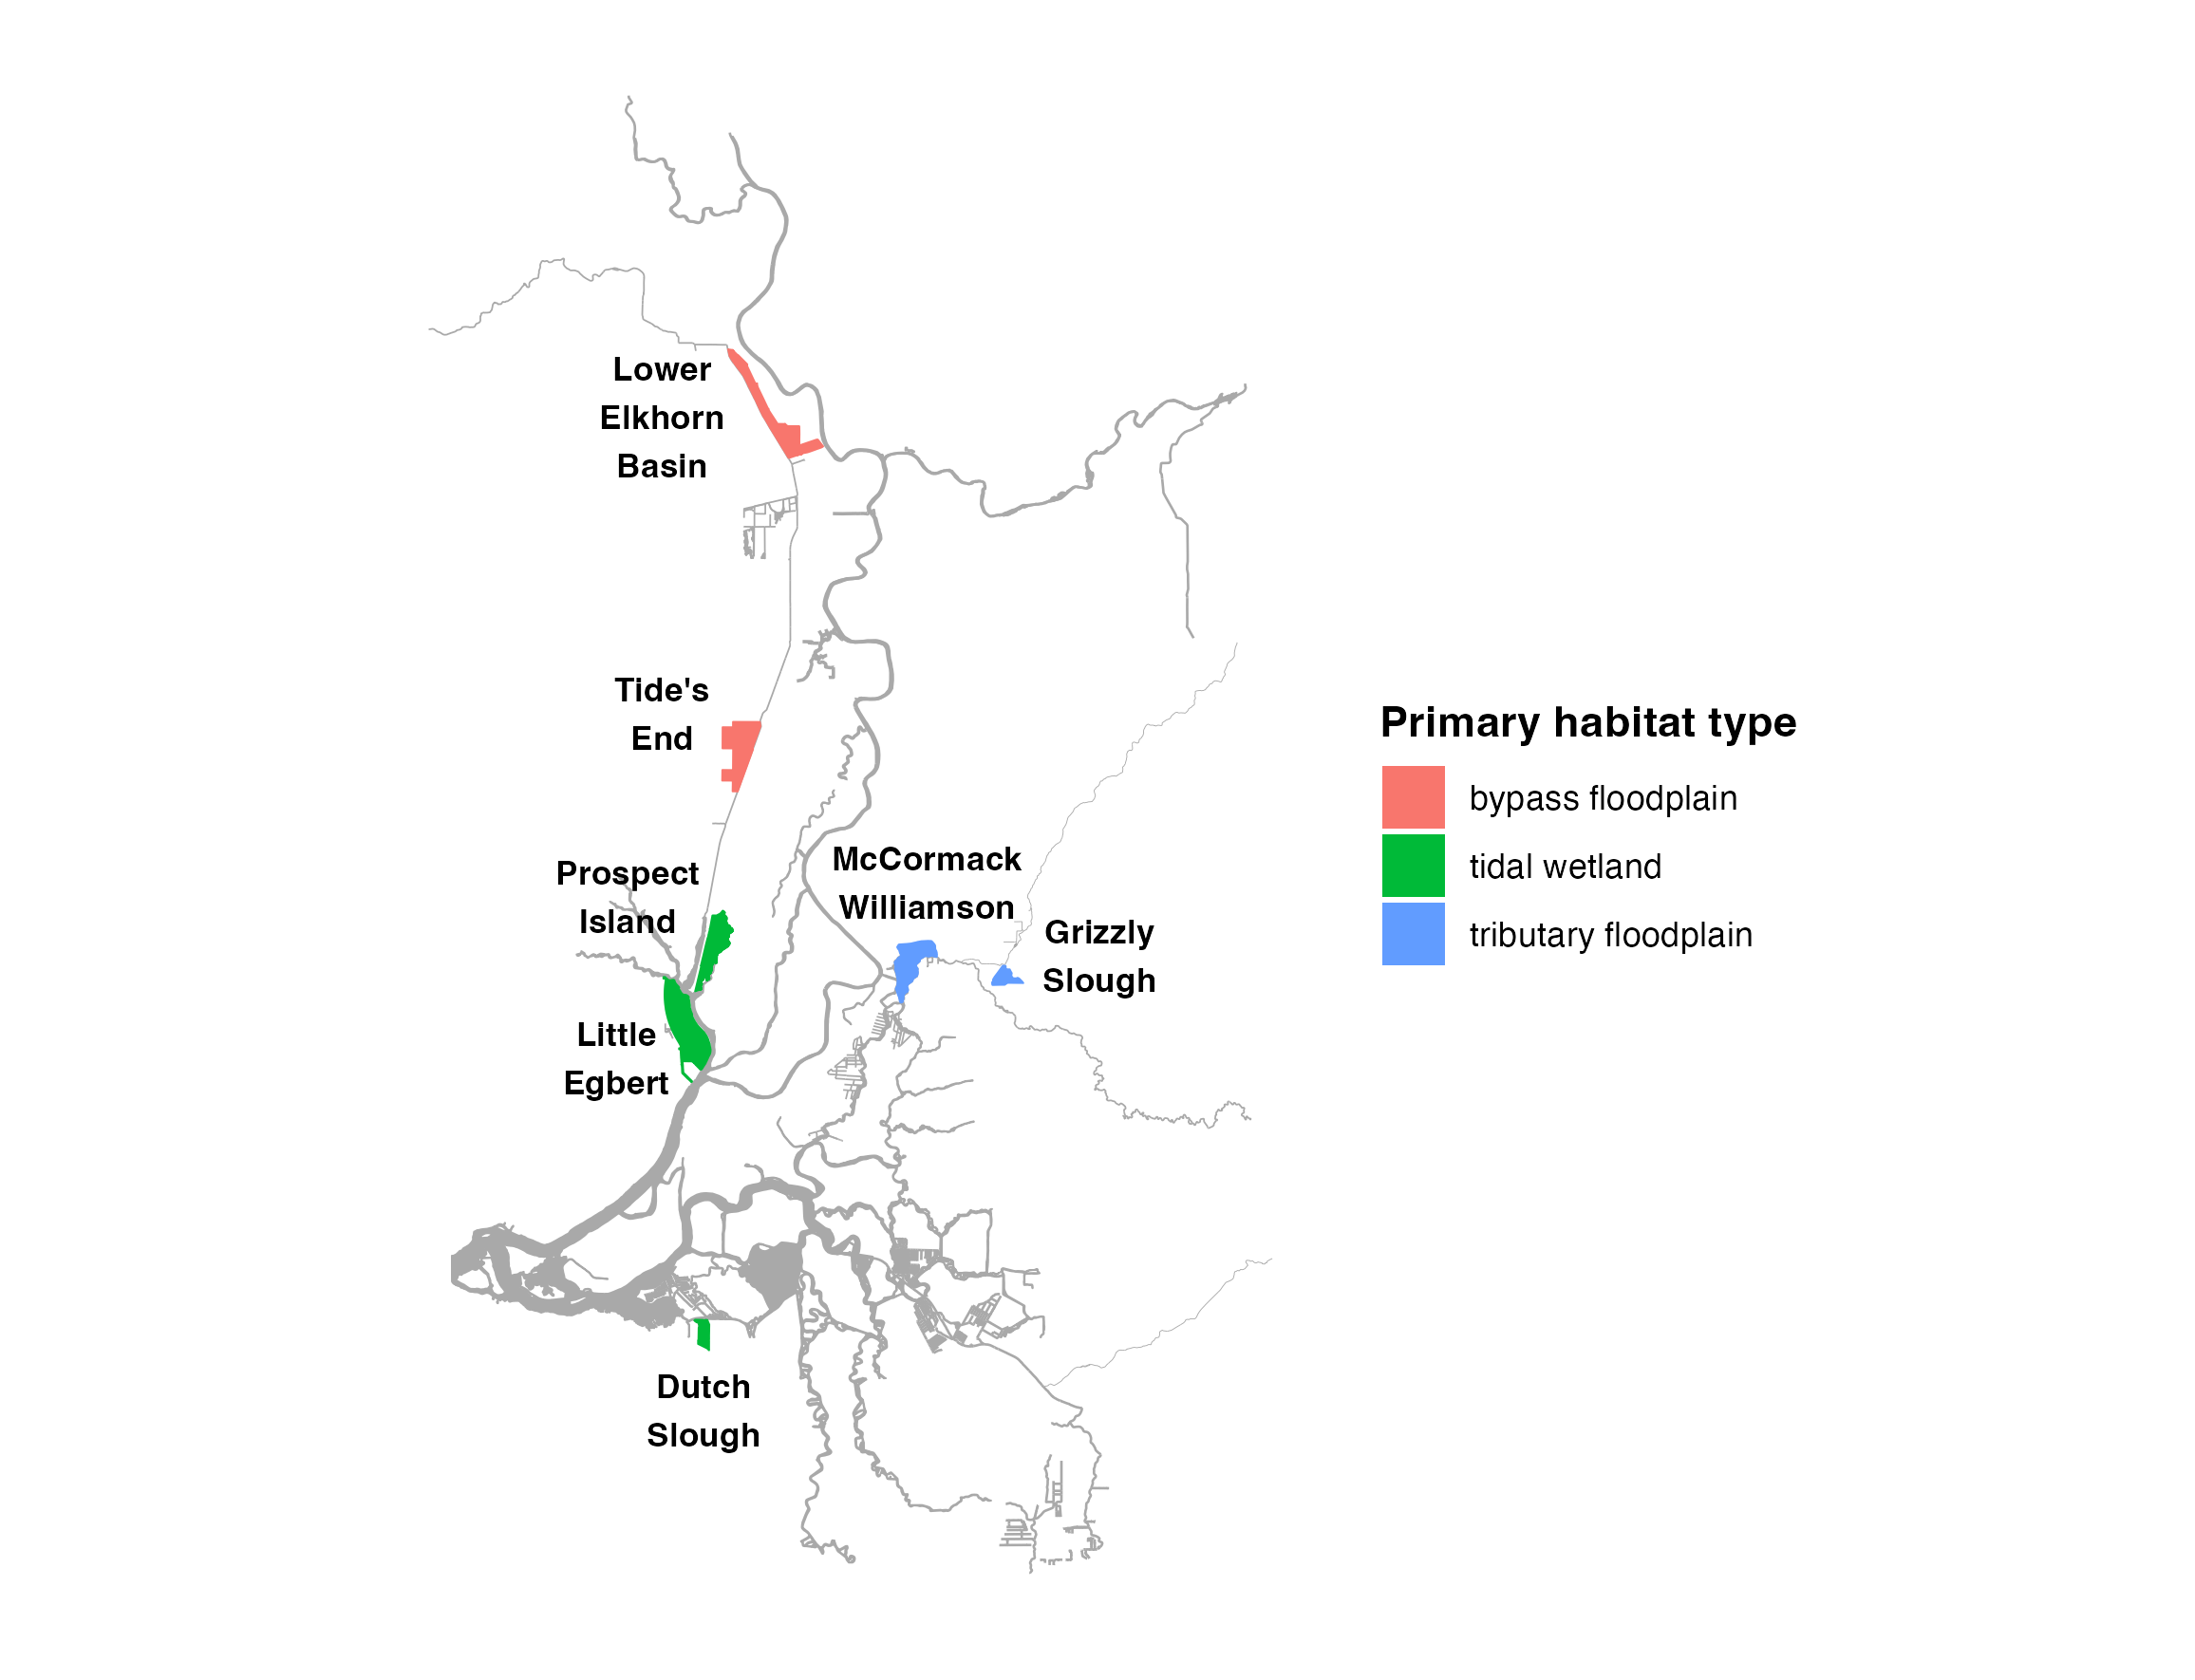 Lower
Elkhorn
Basin
Tide's
End
Prospect
Island
McCormack
Williamson
Grizzly
Slough
Little
Egbert
Dutch
Slough
Primary habitat type
bypass floodplain
tidal wetland
tributary floodplain